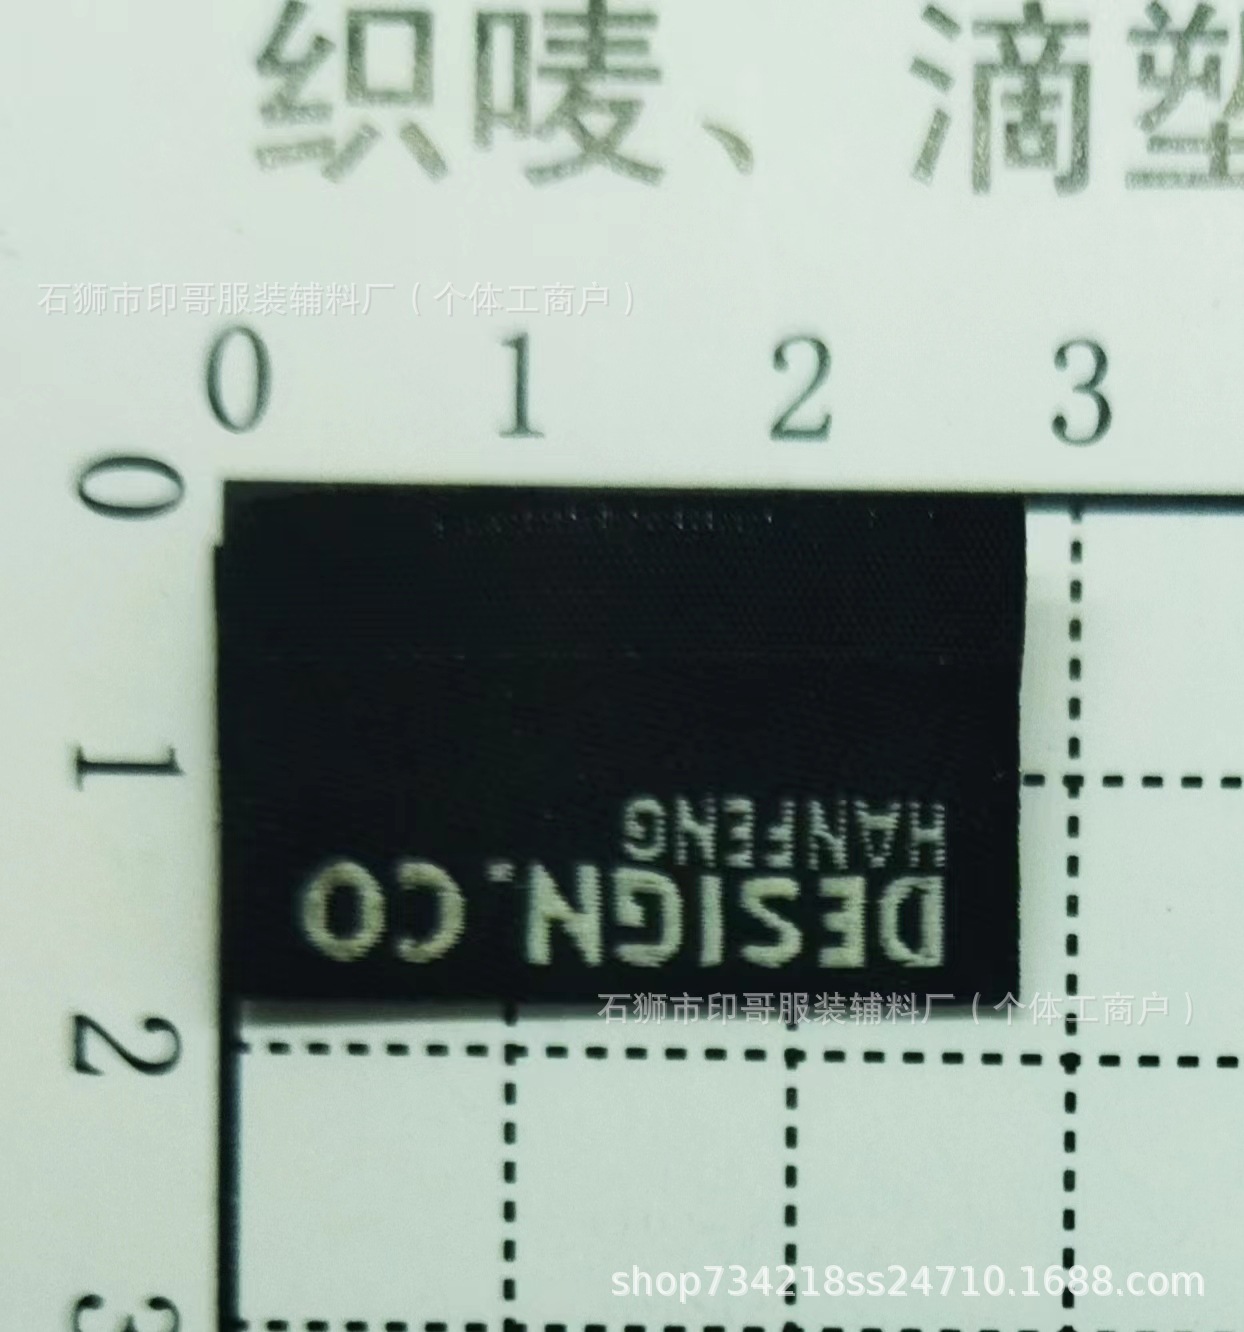 织唛、滴塑
石狮市印哥服装辅料厂（个体工商户）
0 1 2 3
0
1
2
3
DESIGN. CO
HANFENG
石狮市印哥服装辅料厂（个体工商户）
shop734218ss24710.1688.com